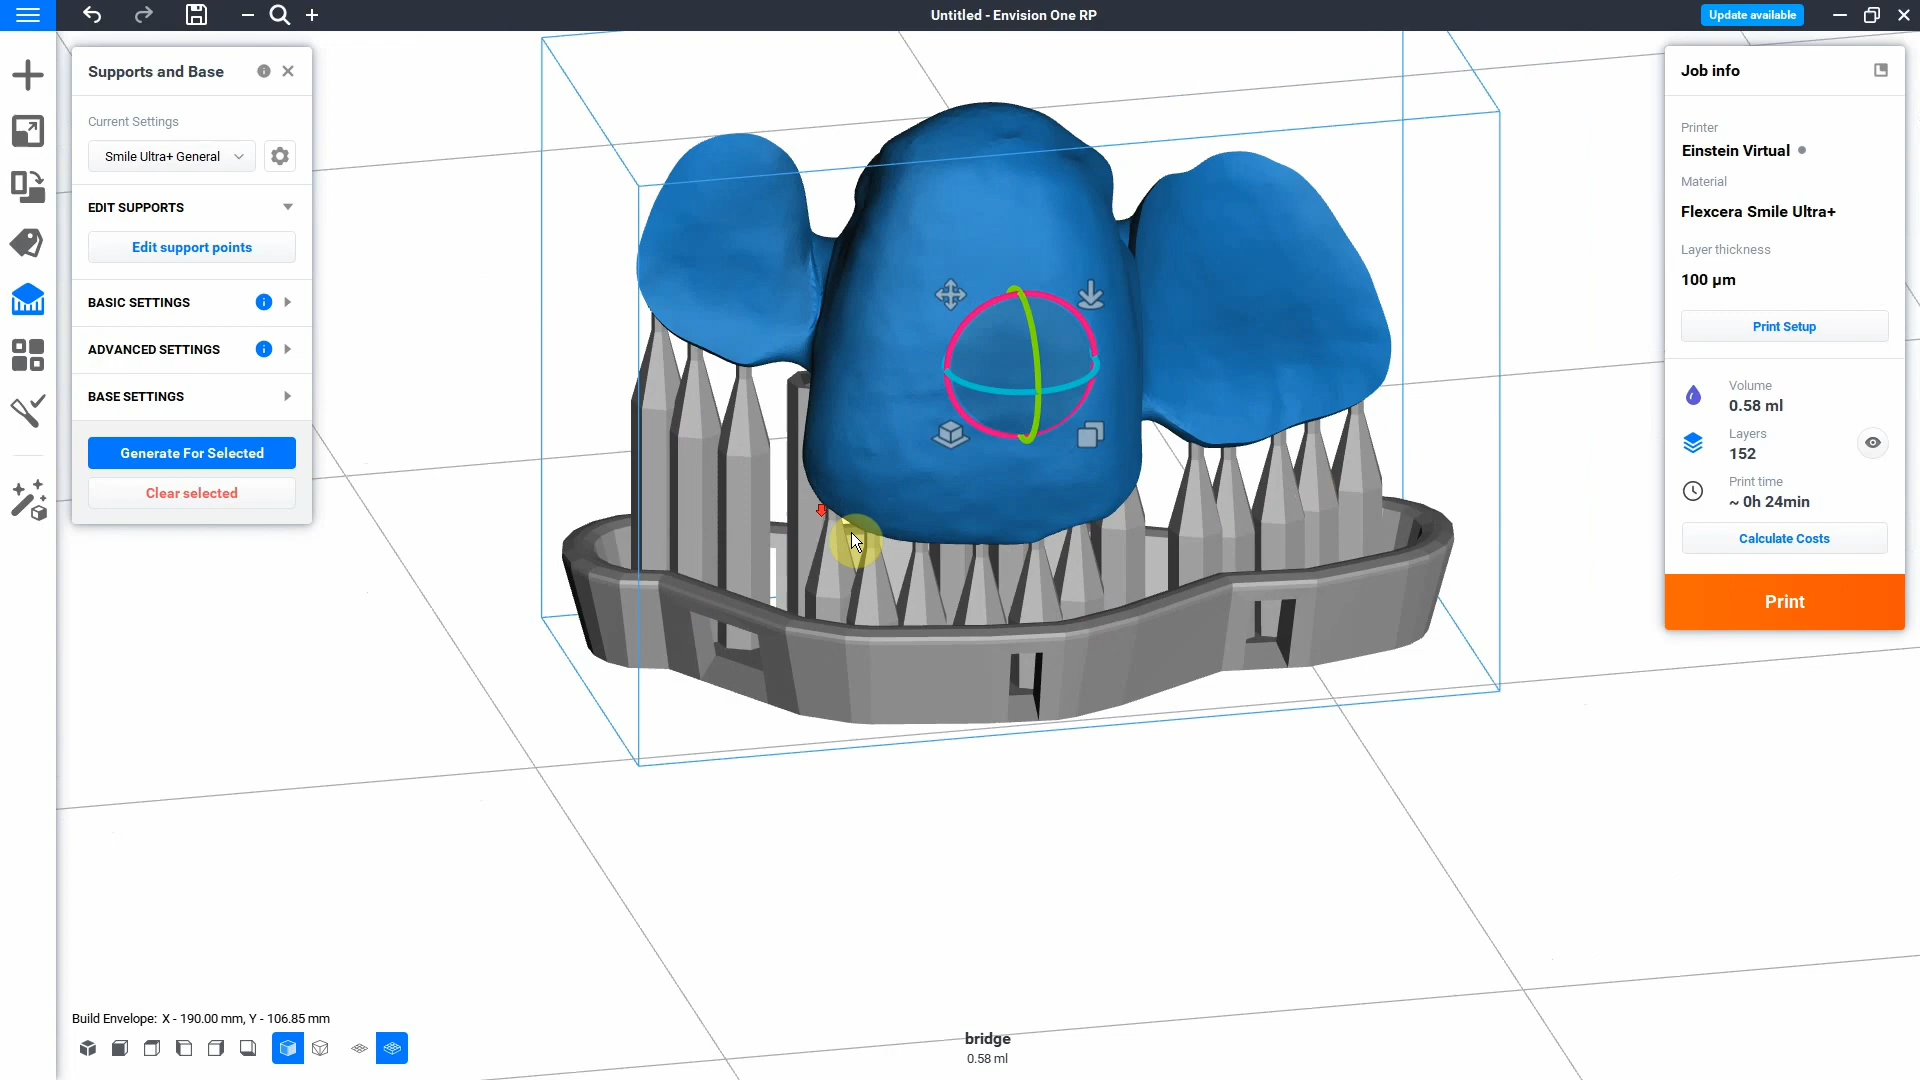 Untitled - Envision One RP
Update available
Supports and Base
Current Settings
Smile Ultra+ General
EDIT SUPPORTS
Edit support points
BASIC SETTINGS
ADVANCED SETTINGS
BASE SETTINGS
Generate For Selected
Clear selected
Job info
Printer
Einstein Virtual
Material
Flexcera Smile Ultra+
Layer thickness
100 µm
Print Setup
Volume
0.58 ml
Layers
152
Print time
~ 0h 24min
Calculate Costs
Print
Build Envelope: X - 190.00 mm, Y - 106.85 mm
bridge
0.58 ml